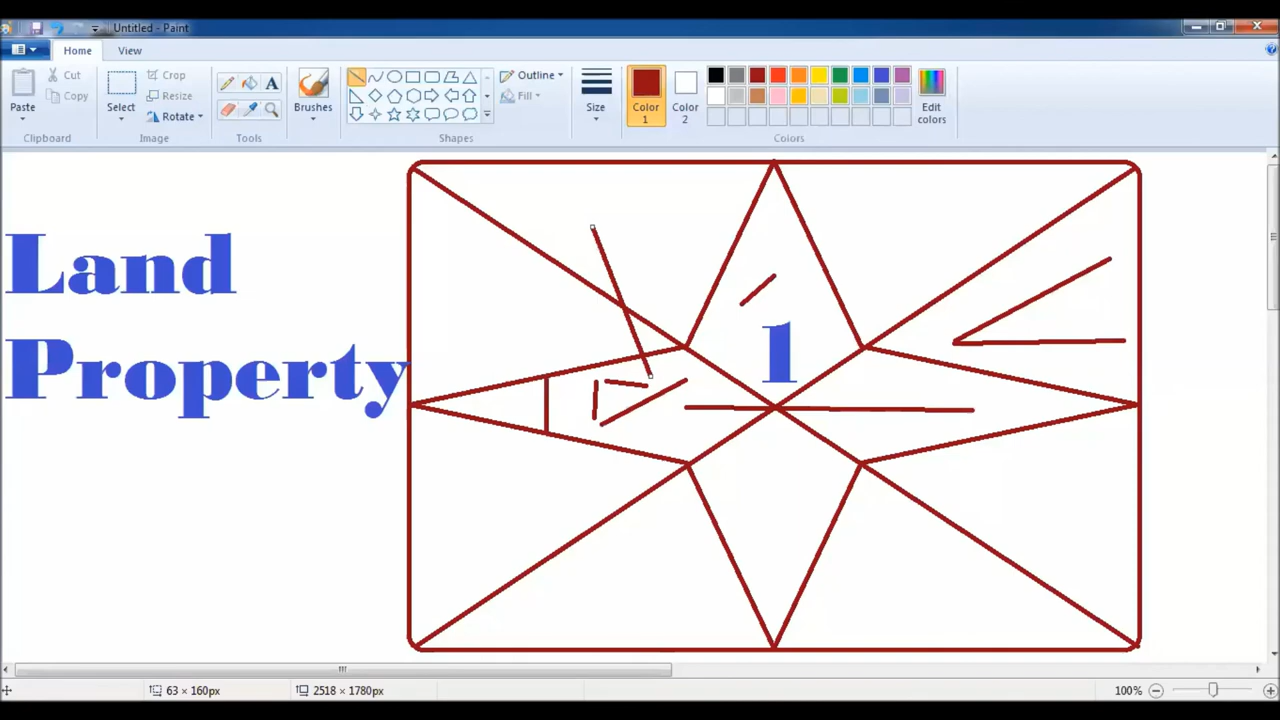 Untitled - Paint
Home View
Cut
Copy
Paste
Clipboard
Crop
Resize
Rotate
Select
Image
Tools
Brushes
Outline
Fill
Shapes
Size
Color 1
Color 2
Edit colors
Colors
Land
Property
1
63 × 160px
2518 × 1780px
100%